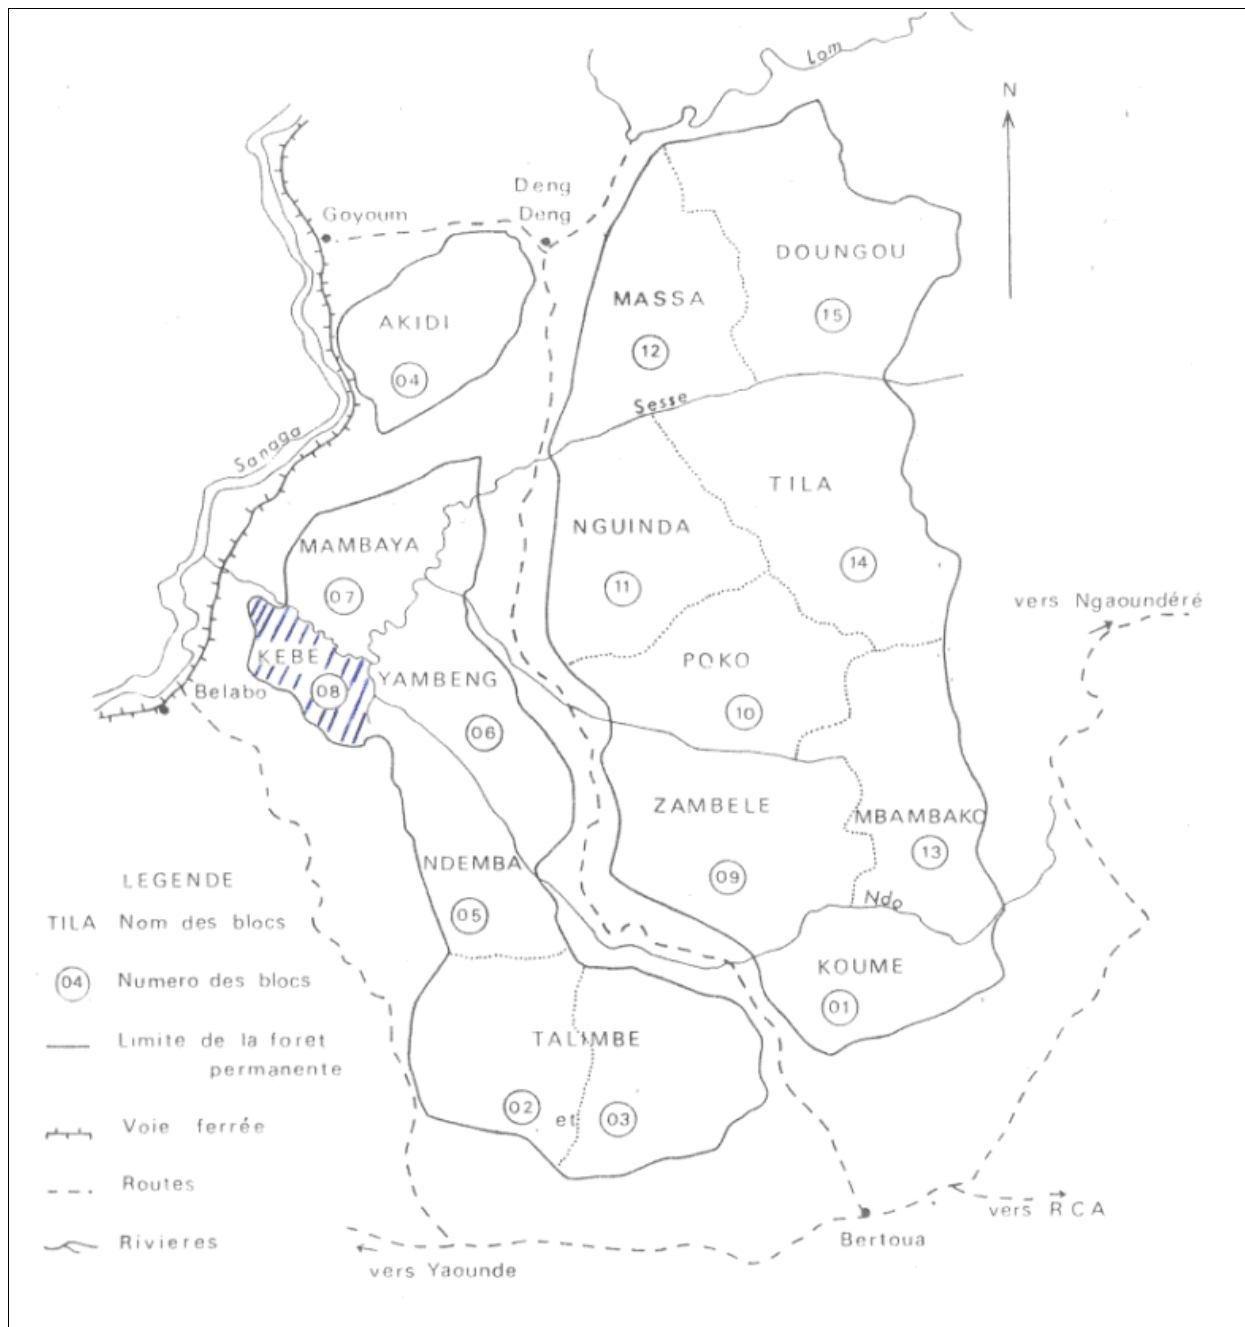 Lom
N
Deng
Deng
Goyoum
DOUNGOU
MASSA
15
AKIDI
12
04
Sesse
Sanaga
TILA
NGUINDA
MAMBAYA
14
11
07
vers Ngaoundéré
KEBE
POKO
YAMBENG
08
Belabo
10
06
ZAMBELE
MBAMBAKO
13
NDEMBA
09
LEGENDE
Ndo
05
TILA Nom des blocs
KOUME
04 Numero des blocs
01
Limite de la foret
permanente
TALIMBE
02 et 03
Voie ferrée
Routes
vers RCA
Bertoua
Rivieres
vers Yaounde